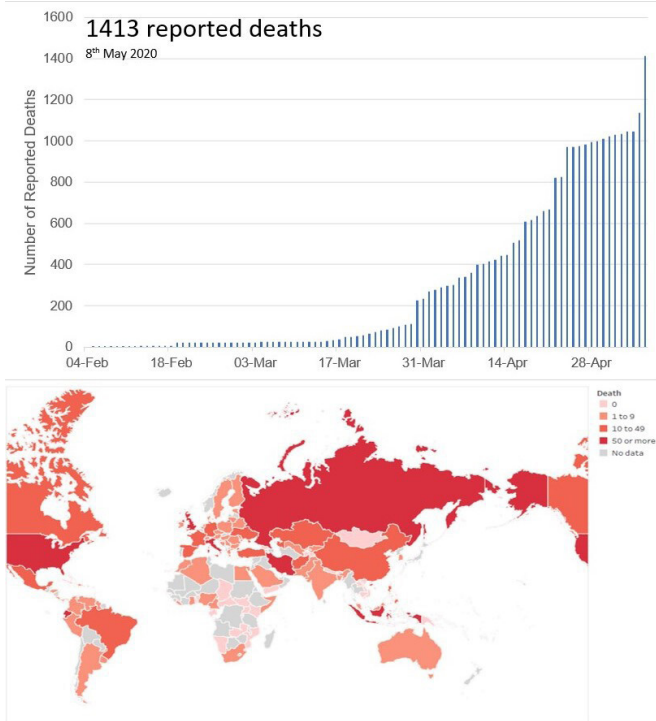 1413 reported deaths
8th May 2020
Number of Reported Deaths
1600
1400
1200
1000
800
600
400
200
0
04-Feb 18-Feb 03-Mar 17-Mar 31-Mar 14-Apr 28-Apr
Death
0
1 to 9
10 to 49
50 or more
No data